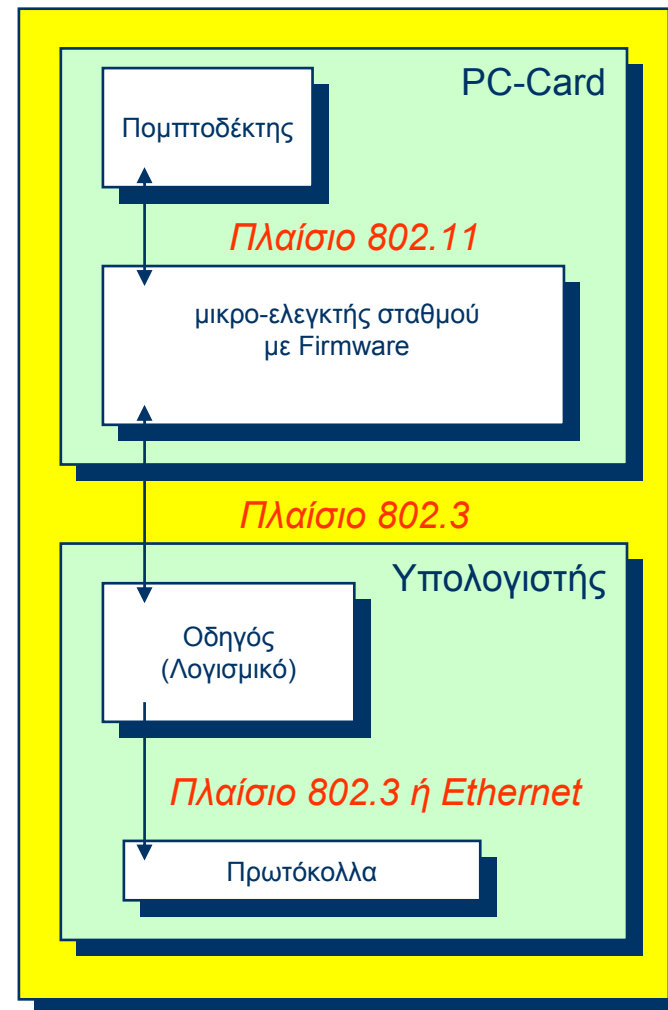 PC-Card
Πομπτοδέκτης
Πλαίσιο 802.11
μικρο-ελεγκτής σταθμού
με Firmware
Πλαίσιο 802.3
Υπολογιστής
Οδηγός
(Λογισμικό)
Πλαίσιο 802.3 ή Ethernet
Πρωτόκολλα